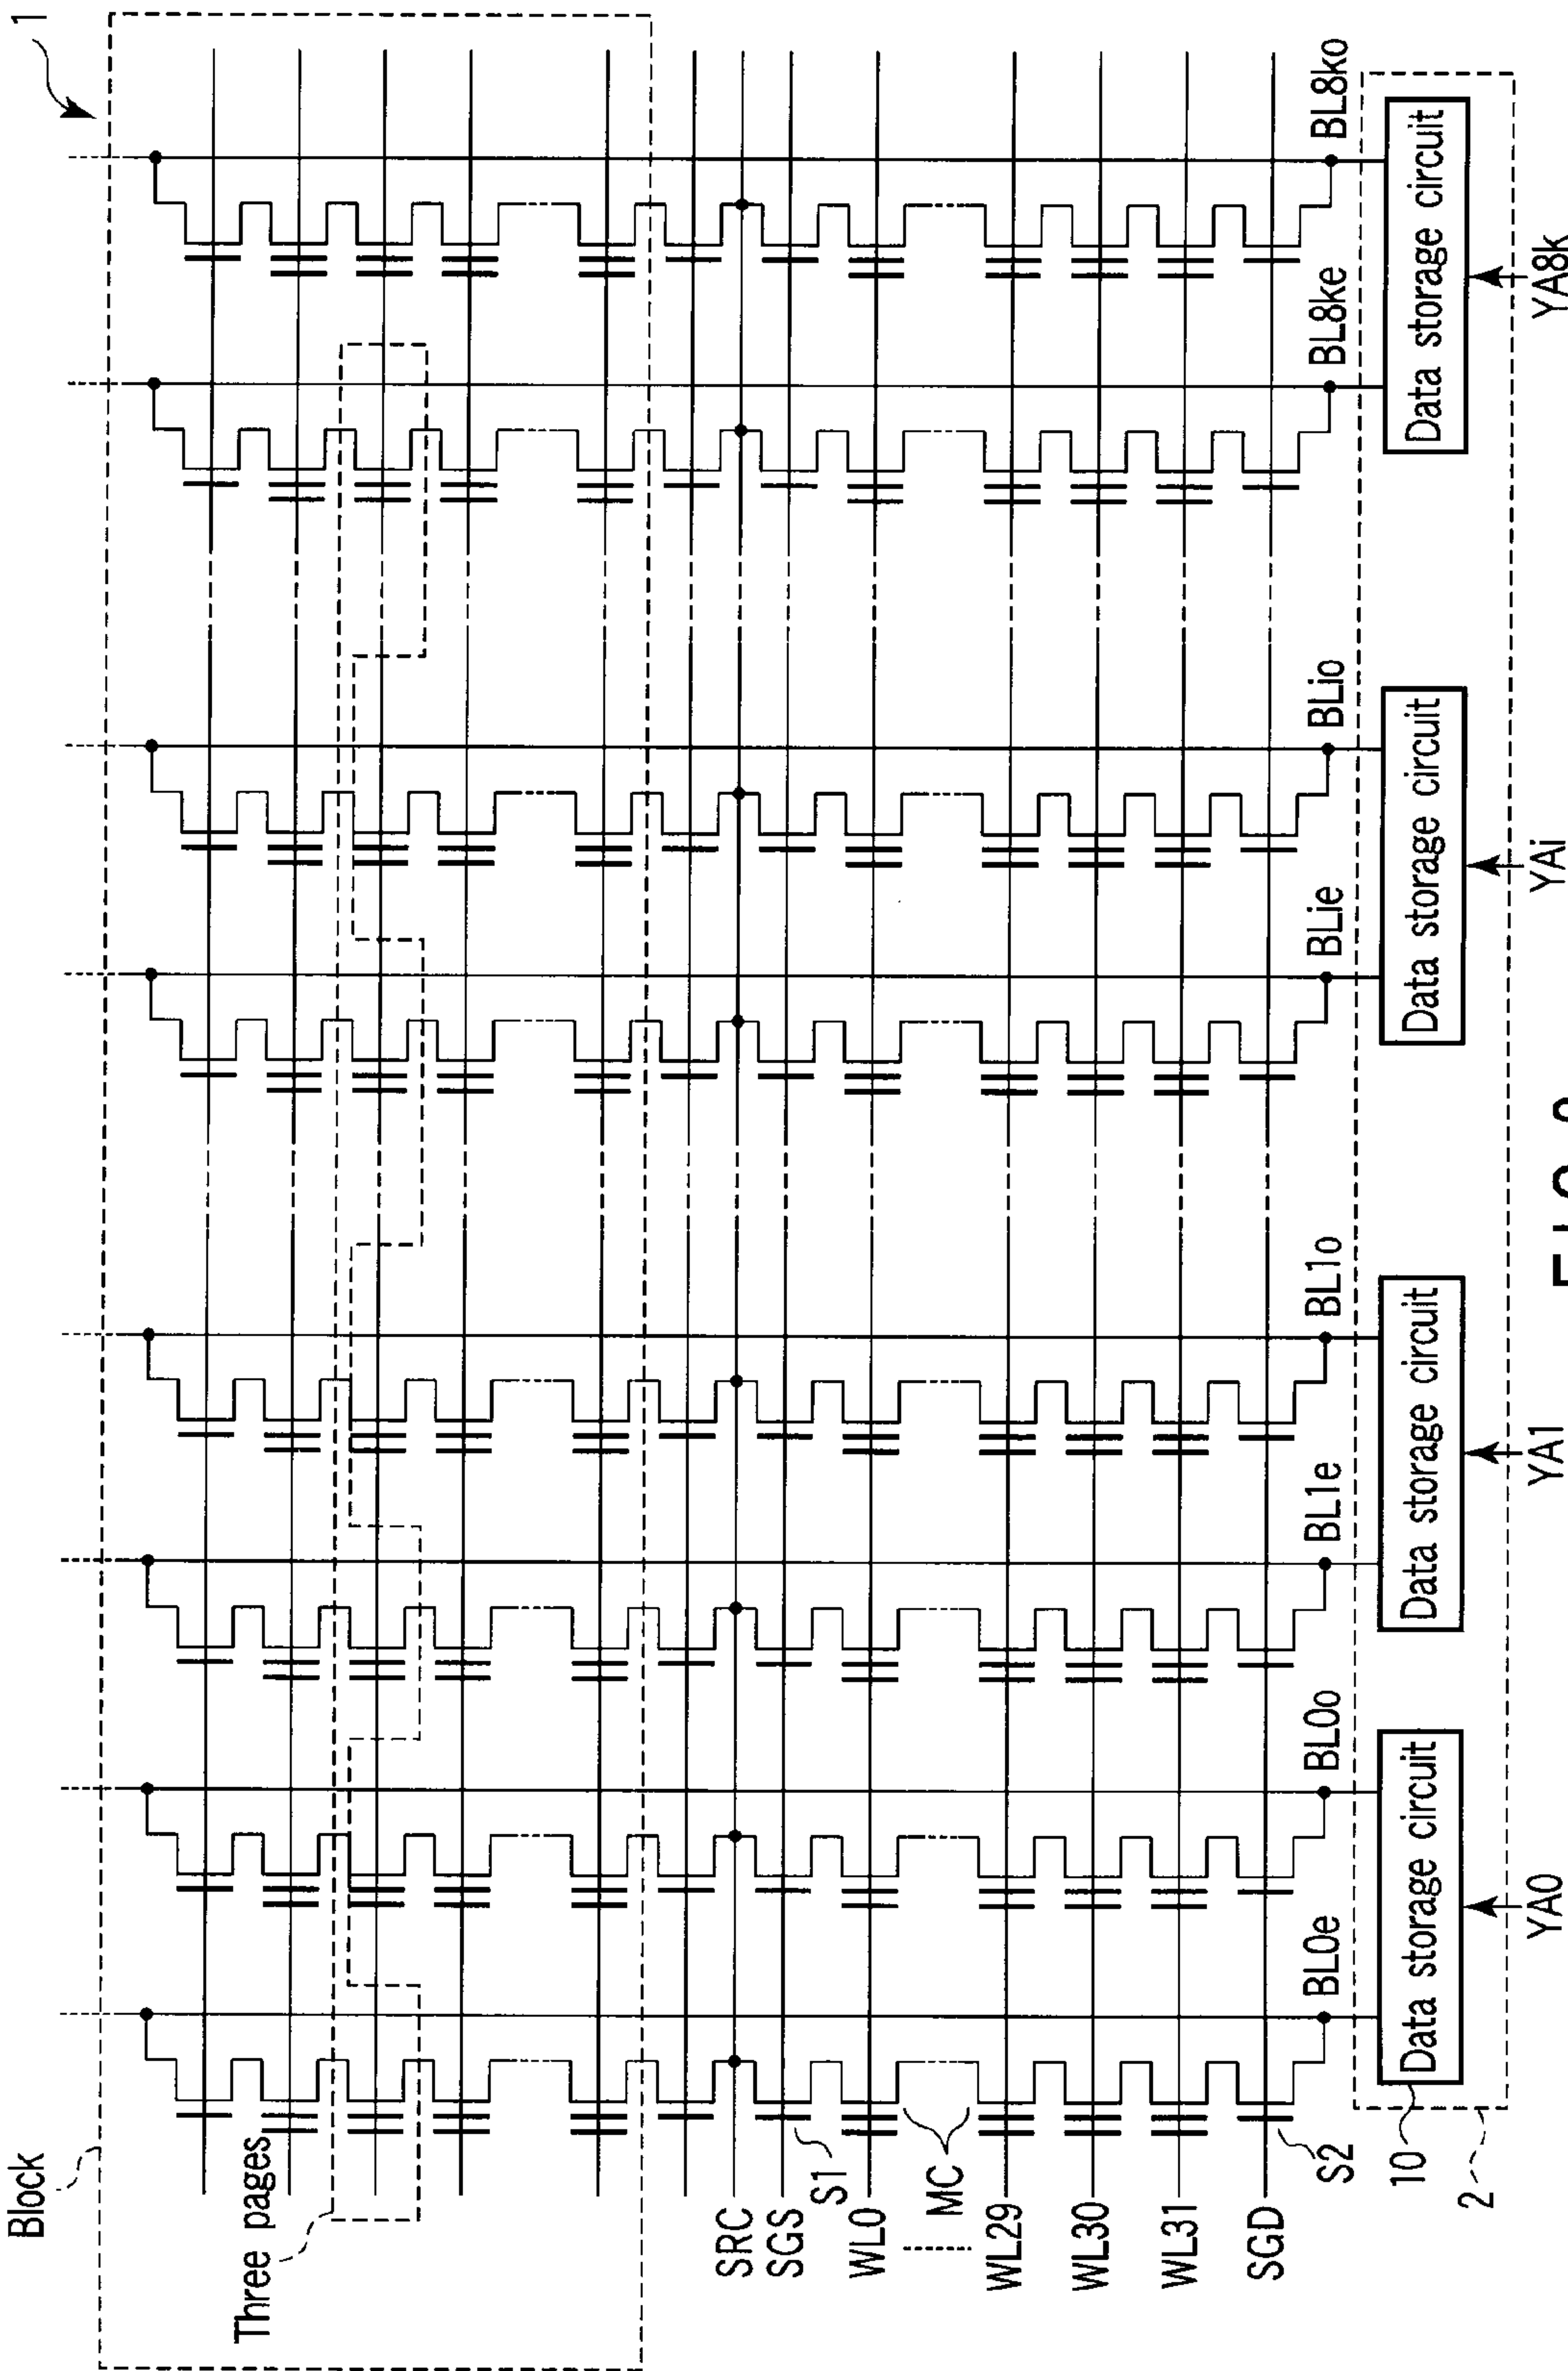 1
Block
Three pages
SRC
SGS
S1
WL0
MC
WL29
WL30
WL31
SGD
S2
BL0e
BL0o
BL1e
BL1o
BLie
BLio
BL8ke
BL8ko
10
2
Data storage circuit
Data storage circuit
Data storage circuit
Data storage circuit
YA0
YA1
YAi
YA8k